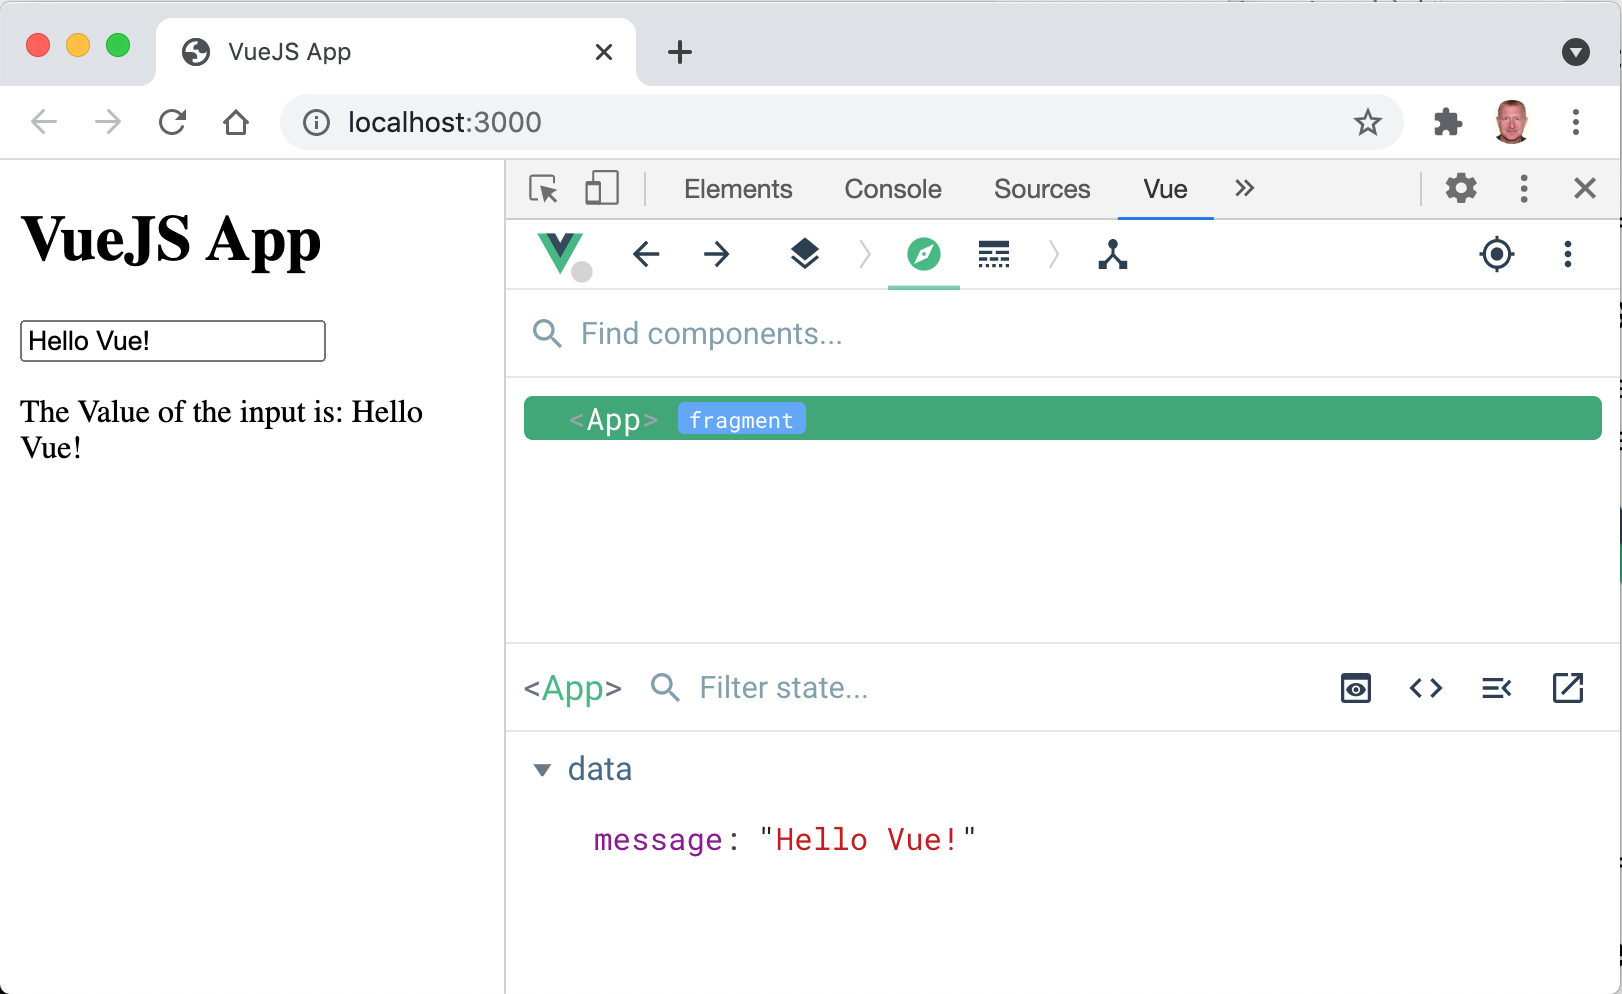 VueJS App
localhost:3000
VueJS App
Hello Vue!
The Value of the input is: Hello
Vue!
Elements Console Sources Vue
Find components...
<App> fragment
<App> Filter state...
data
message: "Hello Vue!"